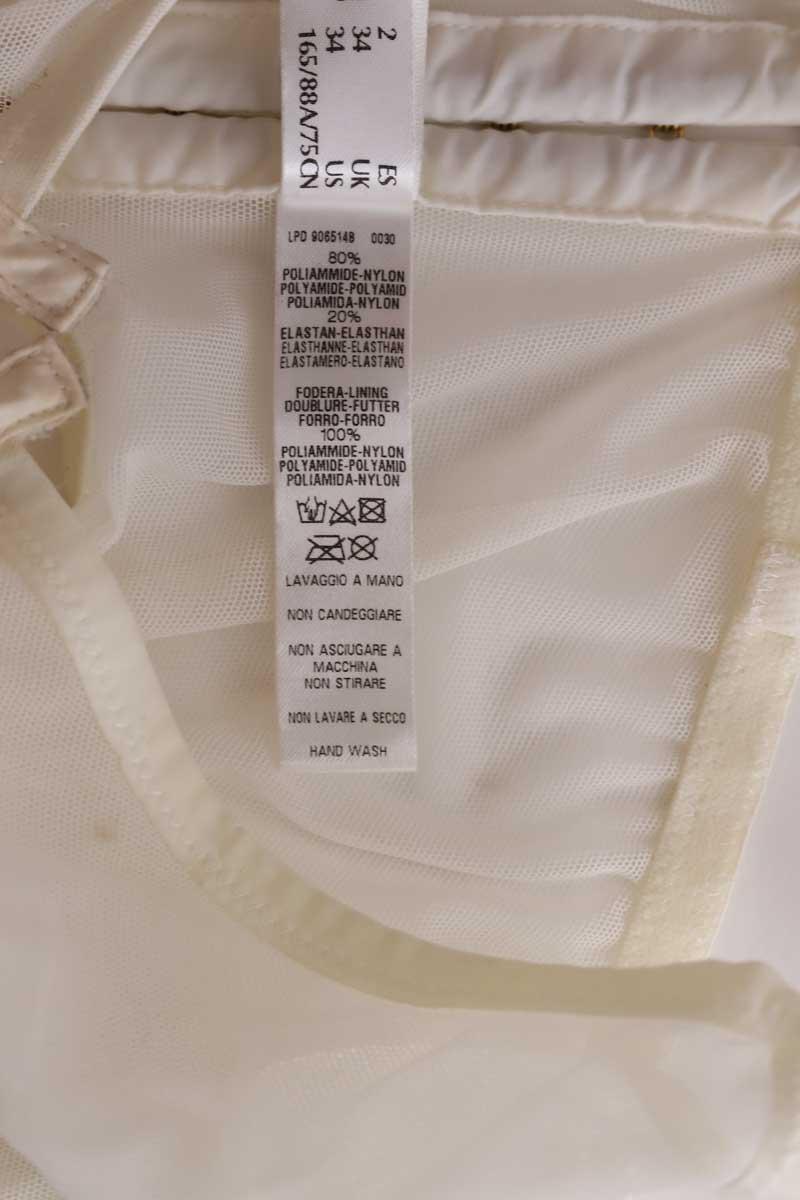 2 ES
34 UK
34 US
165/88A/75CN
LPD 906514B 0030
80%
POLIAMMIDE-NYLON
POLYAMIDE-POLYAMID
POLIAMIDA-NYLON
20%
ELASTAN-ELASTHAN
ELASTHANNE-ELASTHAN
ELASTAMERO-ELASTANO
FODERA-LINING
DOUBLURE-FUTTER
FORRO-FORRO
100%
POLIAMMIDE-NYLON
POLYAMIDE-POLYAMID
POLIAMIDA-NYLON
LAVAGGIO A MANO
NON CANDEGGIARE
NON ASCIUGARE A
MACCHINA
NON STIRARE
NON LAVARE A SECCO
HAND WASH